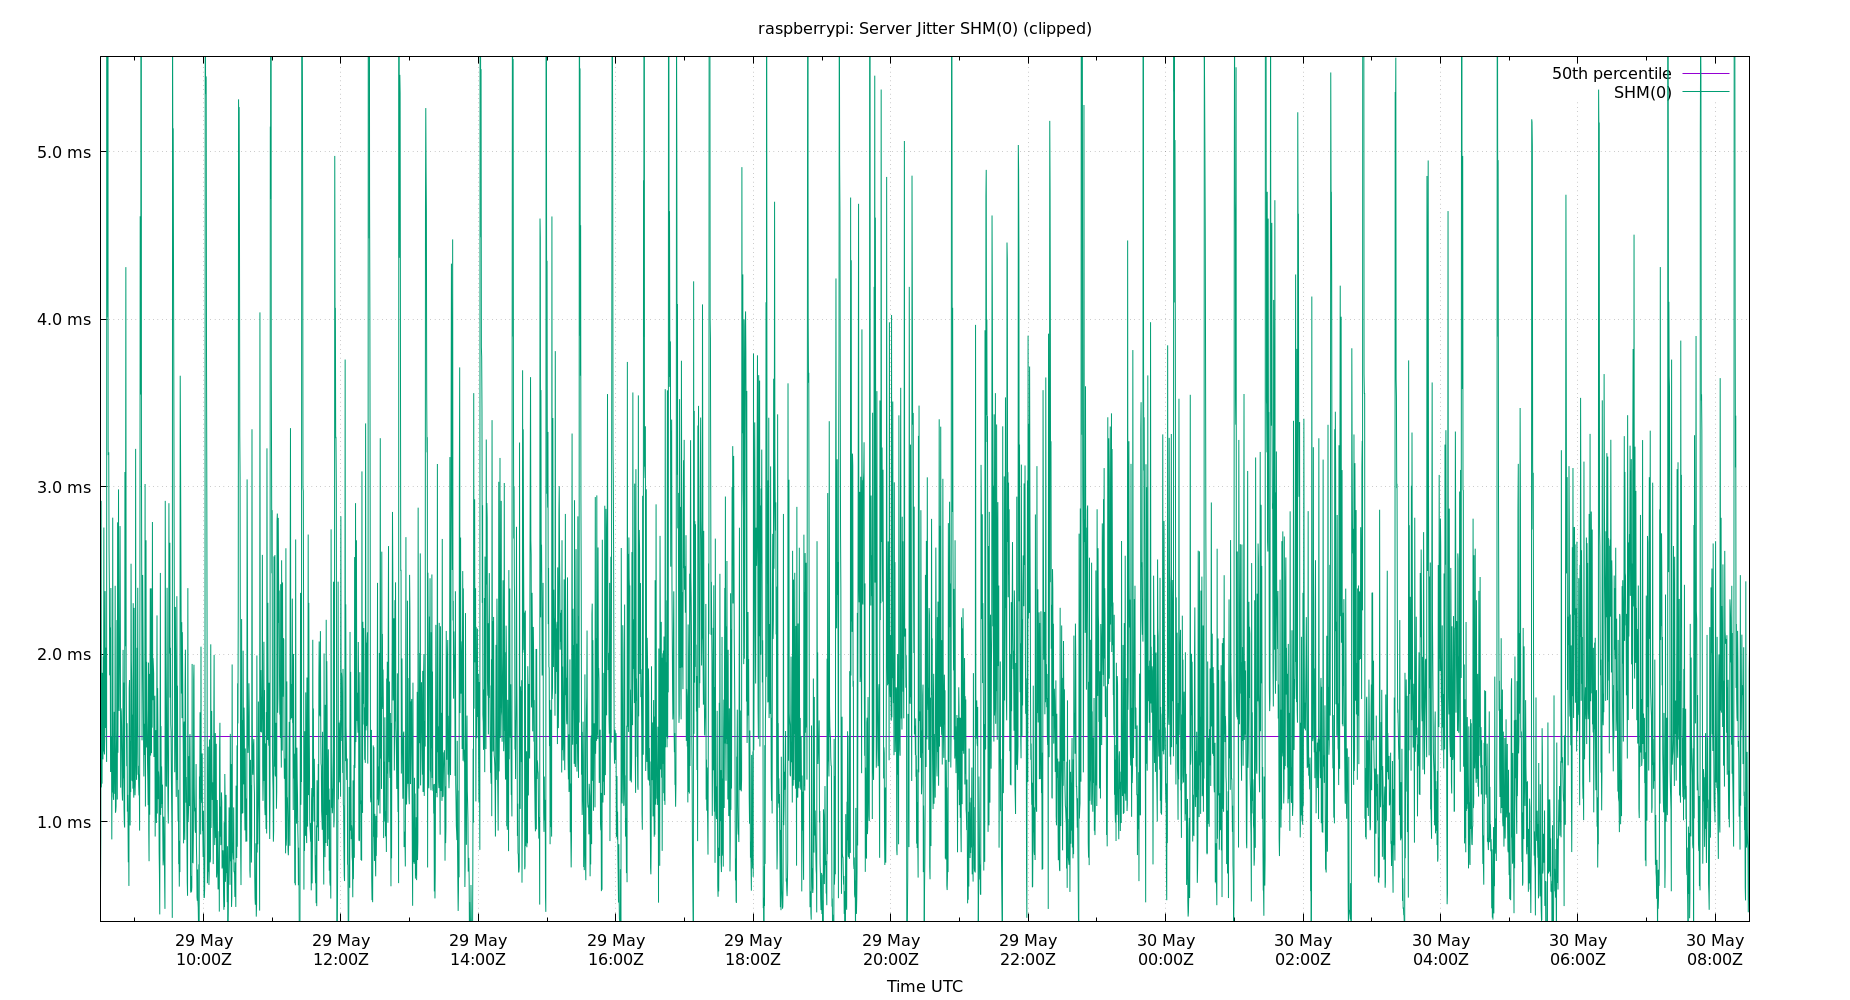 raspberrypi: Server Jitter SHM(0) (clipped)
50th percentile
SHM(0)
5.0 ms
4.0 ms
3.0 ms
2.0 ms
1.0 ms
29 May 29 May 29 May 29 May 29 May 29 May 29 May 30 May 30 May 30 May 30 May 30 May
10:00Z 12:00Z 14:00Z 16:00Z 18:00Z 20:00Z 22:00Z 00:00Z 02:00Z 04:00Z 06:00Z 08:00Z
Time UTC